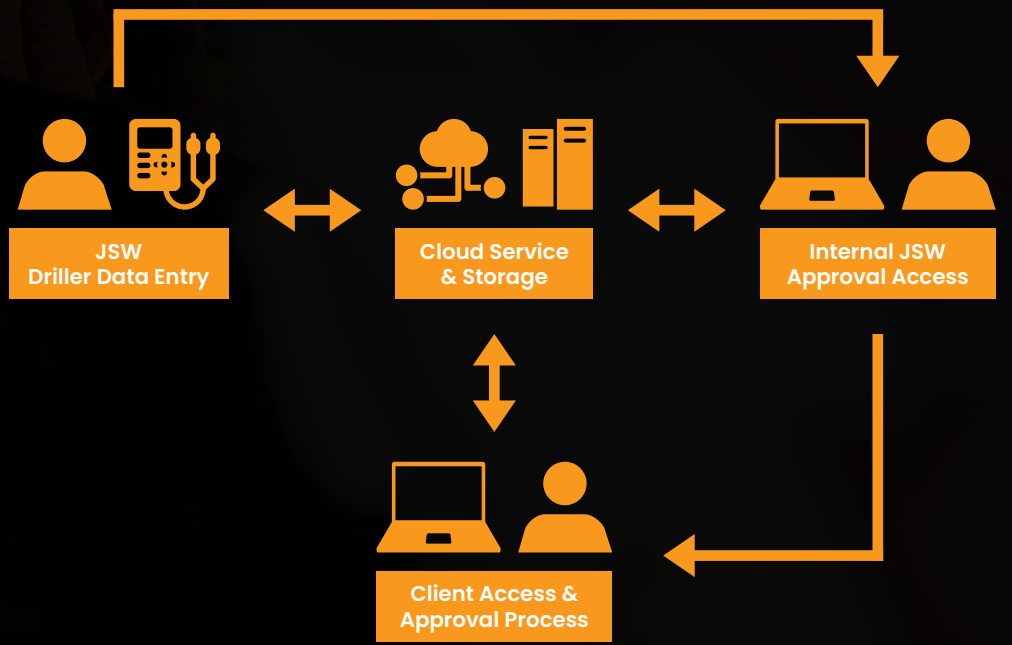 JSW
Driller Data Entry
Cloud Service
& Storage
Internal JSW
Approval Access
Client Access &
Approval Process